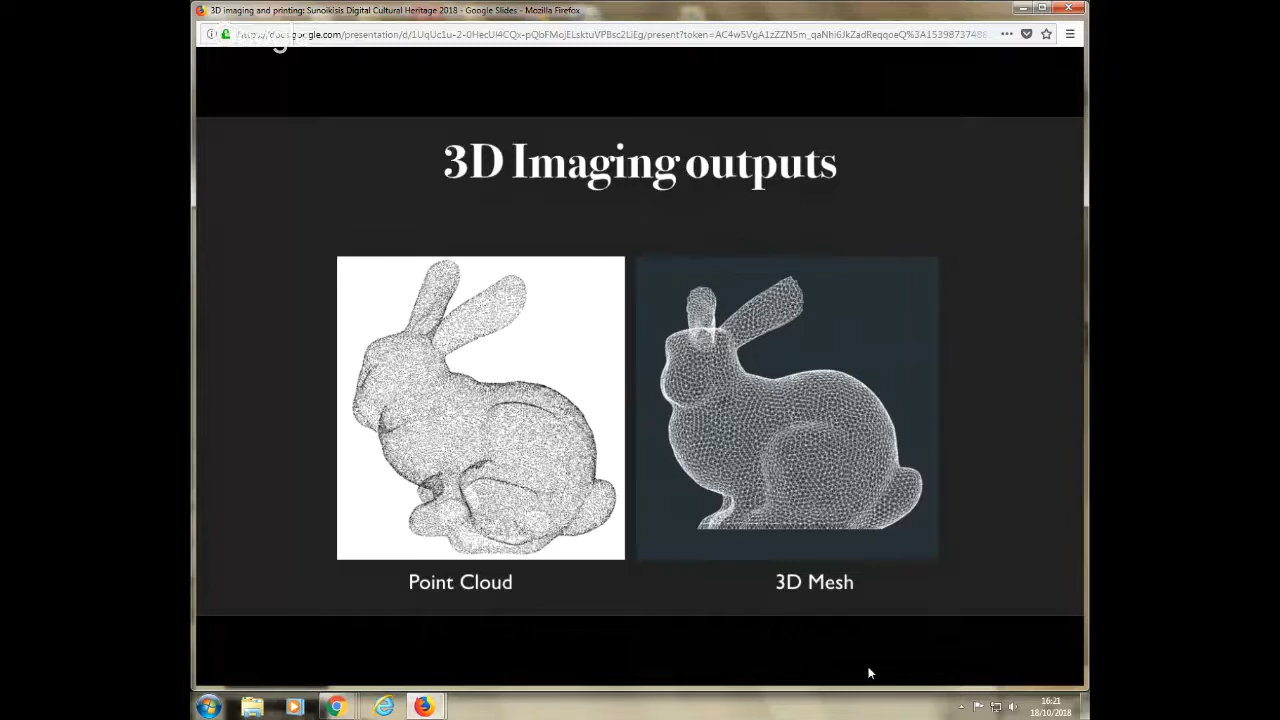 3D imaging and printing: Sunoikisis Digital Cultural Heritage 2018 - Google Slides - Mozilla Firefox
3D Imaging outputs
Point Cloud
3D Mesh
16:21
18/10/2018